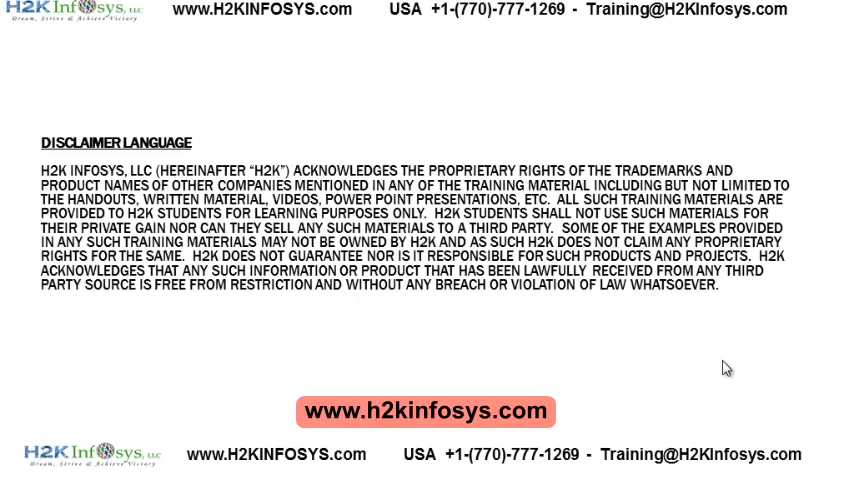 H2K Infosys, LLC www.H2KINFOSYS.com USA +1-(770)-777-1269 - Training@H2KInfosys.com
Dream, Strive & Achieve Victory
DISCLAIMER LANGUAGE
H2K INFOSYS, LLC (HEREINAFTER “H2K”) ACKNOWLEDGES THE PROPRIETARY RIGHTS OF THE TRADEMARKS AND
PRODUCT NAMES OF OTHER COMPANIES MENTIONED IN ANY OF THE TRAINING MATERIAL INCLUDING BUT NOT LIMITED TO
THE HANDOUTS, WRITTEN MATERIAL, VIDEOS, POWER POINT PRESENTATIONS, ETC. ALL SUCH TRAINING MATERIALS ARE
PROVIDED TO H2K STUDENTS FOR LEARNING PURPOSES ONLY. H2K STUDENTS SHALL NOT USE SUCH MATERIALS FOR
THEIR PRIVATE GAIN NOR CAN THEY SELL ANY SUCH MATERIALS TO A THIRD PARTY. SOME OF THE EXAMPLES PROVIDED
IN ANY SUCH TRAINING MATERIALS MAY NOT BE OWNED BY H2K AND AS SUCH H2K DOES NOT CLAIM ANY PROPRIETARY
RIGHTS FOR THE SAME. H2K DOES NOT GUARANTEE NOR IS IT RESPONSIBLE FOR SUCH PRODUCTS AND PROJECTS. H2K
ACKNOWLEDGES THAT ANY SUCH INFORMATION OR PRODUCT THAT HAS BEEN LAWFULLY RECEIVED FROM ANY THIRD
PARTY SOURCE IS FREE FROM RESTRICTION AND WITHOUT ANY BREACH OR VIOLATION OF LAW WHATSOEVER.
www.h2kinfosys.com
H2K Infosys, LLC www.H2KINFOSYS.com USA +1-(770)-777-1269 - Training@H2KInfosys.com
Dream, Strive & Achieve Victory